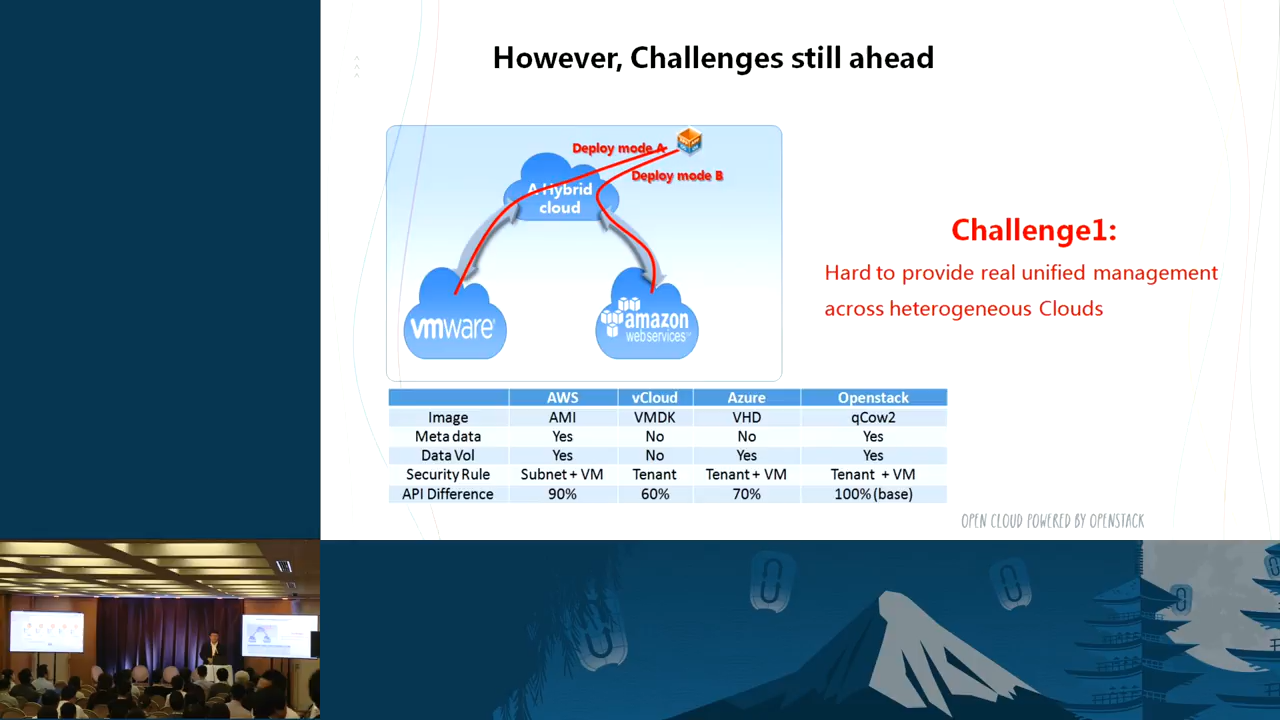 However, Challenges still ahead
Deploy mode A
Deploy mode B
A Hybrid
cloud
vmware
amazon
webservices
Challenge1:
Hard to provide real unified management
across heterogeneous Clouds
AWS vCloud Azure Openstack
Image AMI VMDK VHD qCow2
Meta data Yes No No Yes
Data Vol Yes No Yes Yes
Security Rule Subnet + VM Tenant Tenant + VM Tenant + VM
API Difference 90% 60% 70% 100% (base)
OPEN CLOUD POWERED BY OPENSTACK